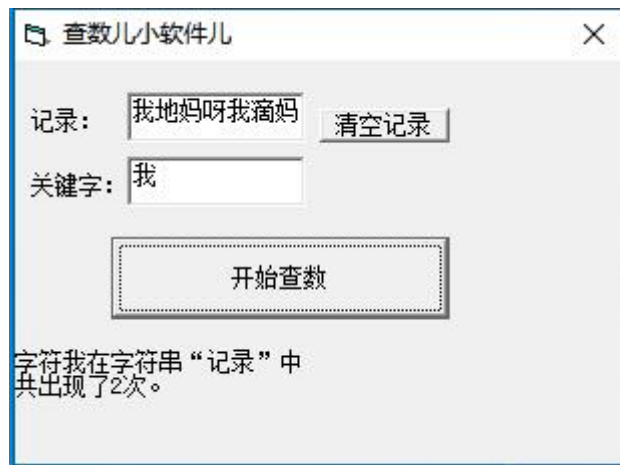 查数儿小软件儿
记录： 我地妈呀我滴妈 清空记录
关键字： 我
开始查数
字符我在字符串“记录”中
共出现了2次。